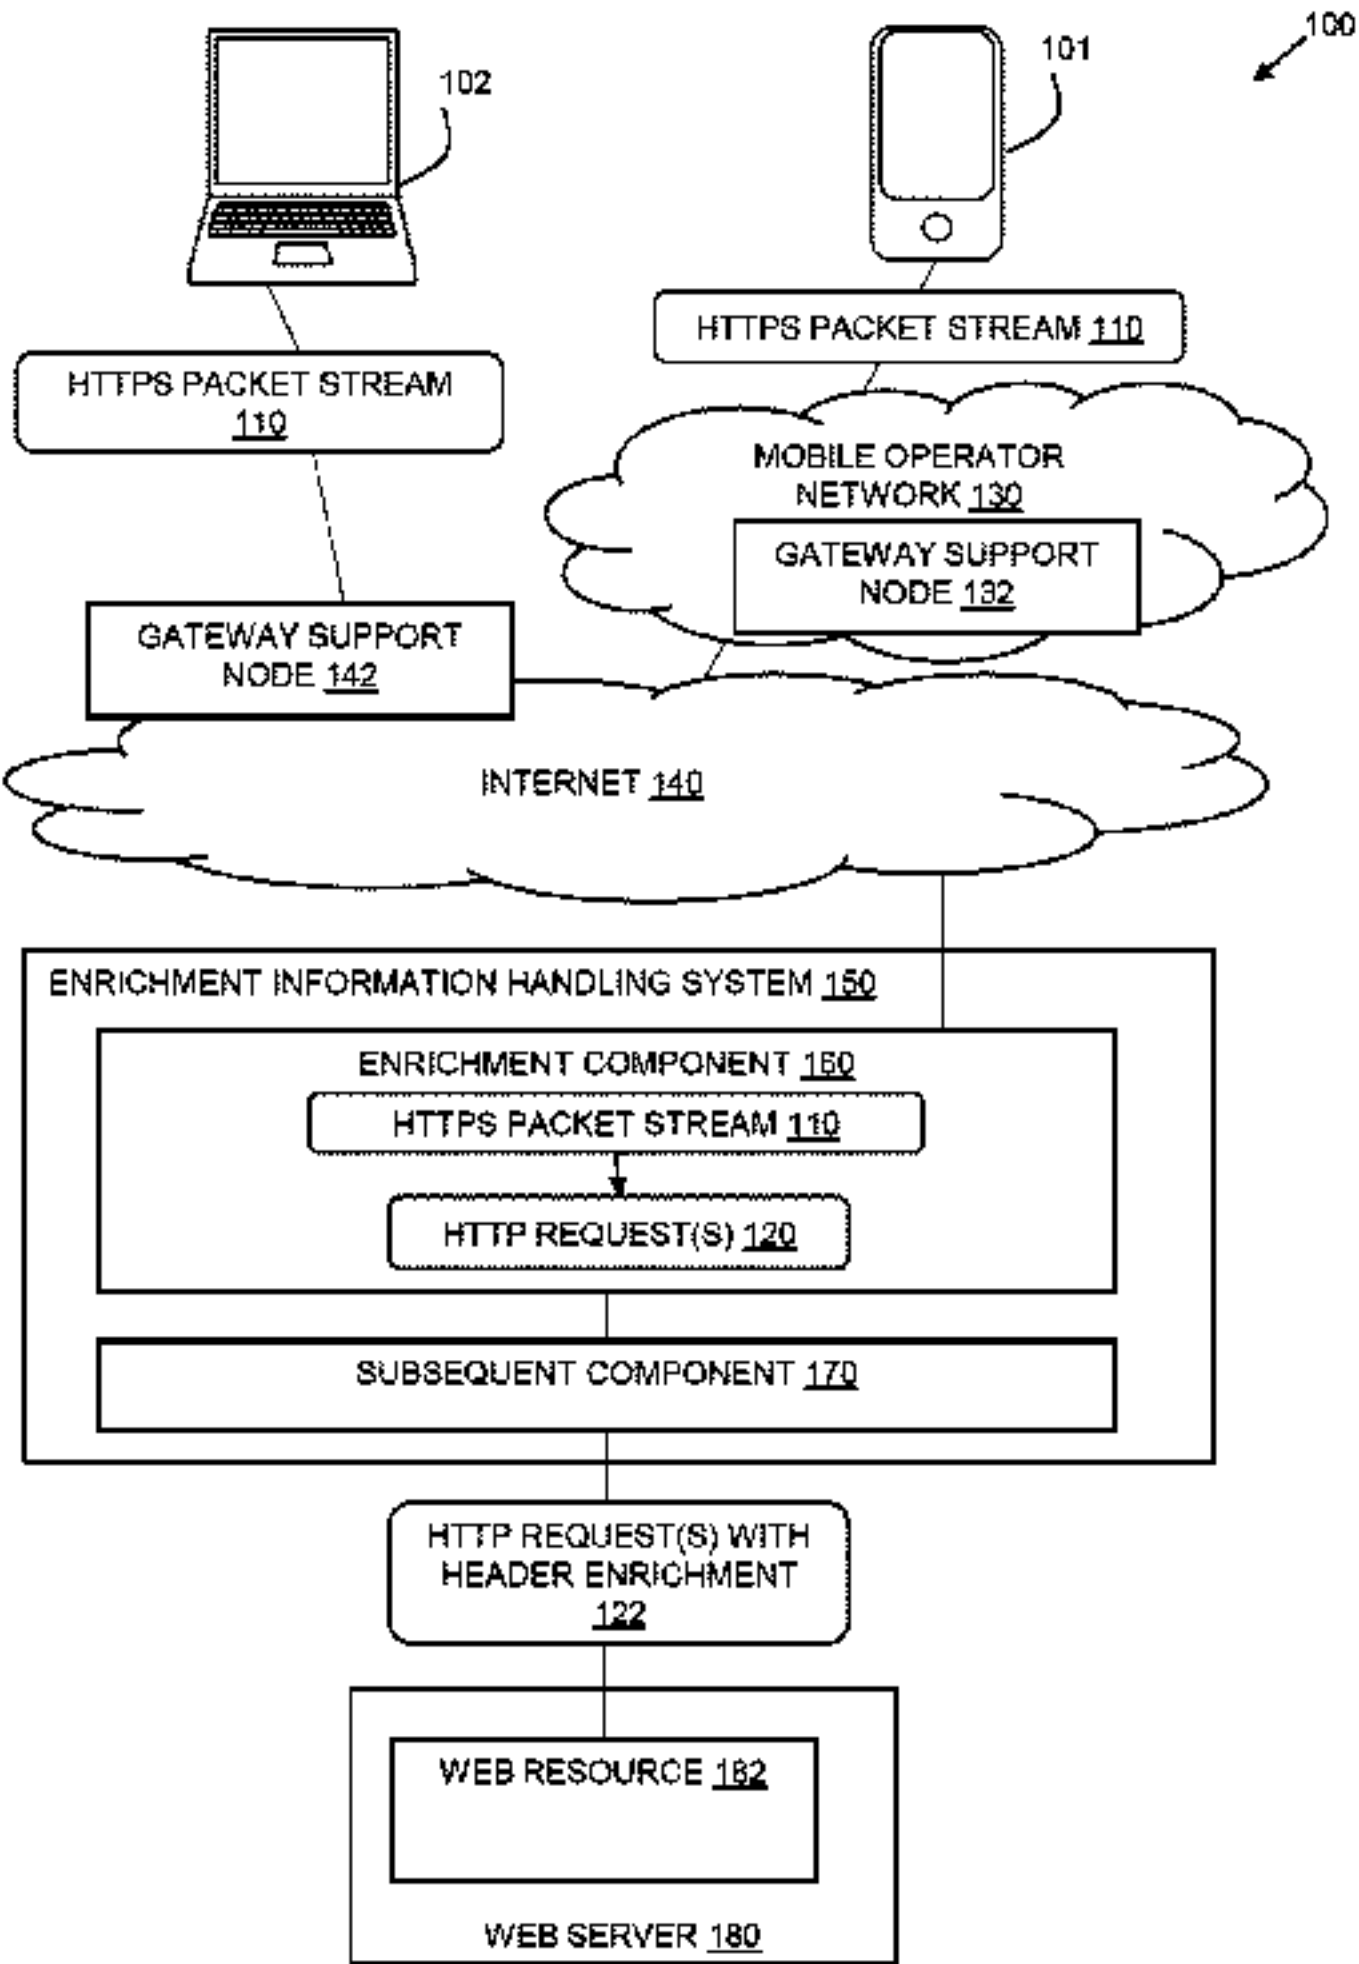 100
101
102
HTTPS PACKET STREAM 110
HTTPS PACKET STREAM
110
MOBILE OPERATOR
NETWORK 130
GATEWAY SUPPORT
NODE 132
GATEWAY SUPPORT
NODE 142
INTERNET 140
ENRICHMENT INFORMATION HANDLING SYSTEM 150
ENRICHMENT COMPONENT 160
HTTPS PACKET STREAM 110
HTTP REQUEST(S) 120
SUBSEQUENT COMPONENT 170
HTTP REQUEST(S) WITH
HEADER ENRICHMENT
122
WEB RESOURCE 182
WEB SERVER 180